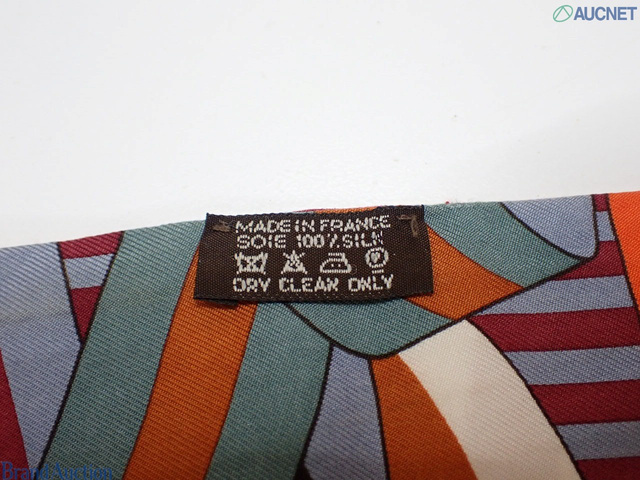 AUCNET
MADE IN FRANCE
SOIE 100% SILK
DRY CLEAN ONLY
Brand Auction